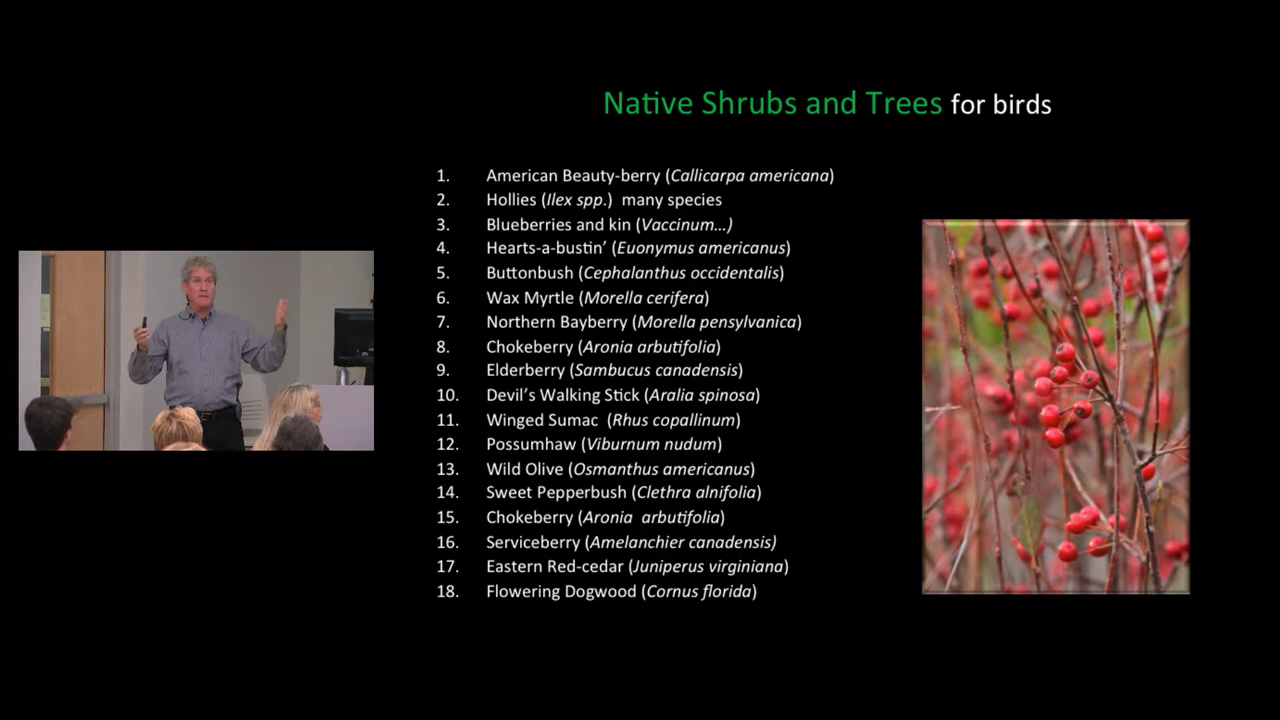 Native Shrubs and Trees for birds
1. American Beauty-berry (Callicarpa americana)
2. Hollies (Ilex spp.) many species
3. Blueberries and kin (Vaccinum...)
4. Hearts-a-bustin’ (Euonymus americanus)
5. Buttonbush (Cephalanthus occidentalis)
6. Wax Myrtle (Morella cerifera)
7. Northern Bayberry (Morella pensylvanica)
8. Chokeberry (Aronia arbutifolia)
9. Elderberry (Sambucus canadensis)
10. Devil’s Walking Stick (Aralia spinosa)
11. Winged Sumac (Rhus copallinum)
12. Possumhaw (Viburnum nudum)
13. Wild Olive (Osmanthus americanus)
14. Sweet Pepperbush (Clethra alnifolia)
15. Chokeberry (Aronia arbutifolia)
16. Serviceberry (Amelanchier canadensis)
17. Eastern Red-cedar (Juniperus virginiana)
18. Flowering Dogwood (Cornus florida)